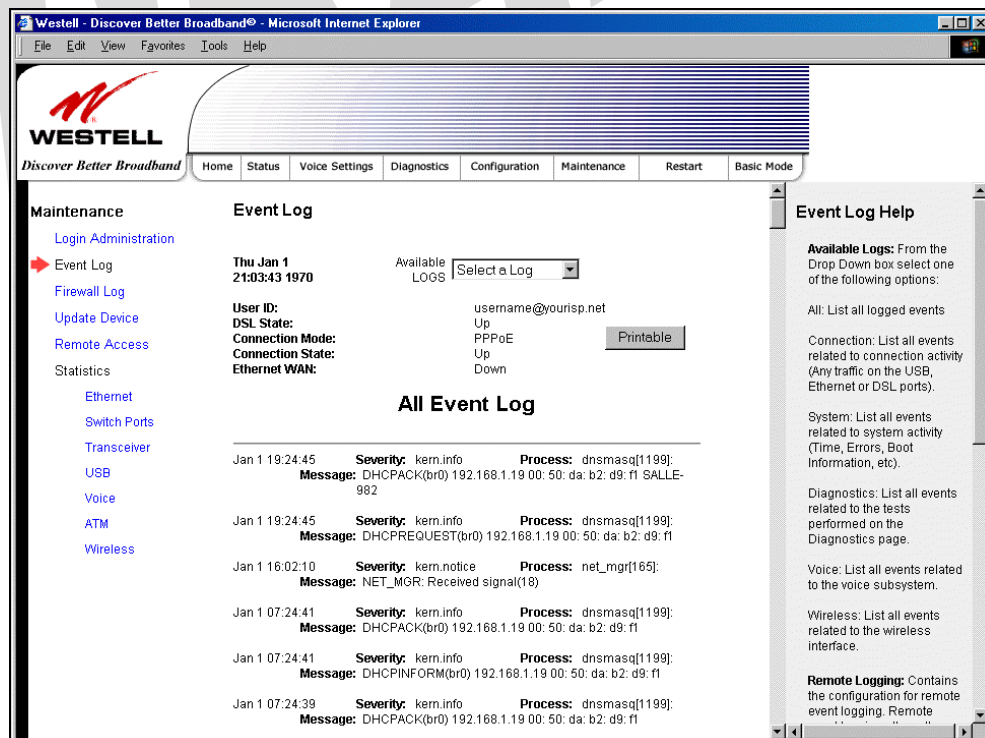 Westell - Discover Better Broadband® - Microsoft Internet Explorer
File Edit View Favorites Tools Help
WESTELL
Discover Better Broadband
Home Status Voice Settings Diagnostics Configuration Maintenance Restart Basic Mode
Maintenance
Login Administration
Event Log
Firewall Log
Update Device
Remote Access
Statistics
Ethernet
Switch Ports
Transceiver
USB
Voice
ATM
Wireless
Event Log
Thu Jan 1
21:03:43 1970
Available
LOGS
Select a Log
User ID: username@yourisp.net
DSL State: Up
Connection Mode: PPPoE
Connection State: Up
Ethernet WAN: Down
Printable
All Event Log
Jan 1 19:24:45 Severity: kern.info Process: dnsmasq[1199]:
Message: DHCPACK(br0) 192.168.1.19 00: 50: da: b2: d9: f1 SALLE-
982
Jan 1 19:24:45 Severity: kern.info Process: dnsmasq[1199]:
Message: DHCPREQUEST(br0) 192.168.1.19 00: 50: da: b2: d9: f1
Jan 1 16:02:10 Severity: kern.notice Process: net_mgr[165]:
Message: NET_MGR: Received signal(18)
Jan 1 07:24:41 Severity: kern.info Process: dnsmasq[1199]:
Message: DHCPACK(br0) 192.168.1.19 00: 50: da: b2: d9: f1
Jan 1 07:24:41 Severity: kern.info Process: dnsmasq[1199]:
Message: DHCPINFORM(br0) 192.168.1.19 00: 50: da: b2: d9: f1
Jan 1 07:24:39 Severity: kern.info Process: dnsmasq[1199]:
Message: DHCPACK(br0) 192.168.1.19 00: 50: da: b2: d9: f1
Event Log Help
Available Logs: From the
Drop Down box select one
of the following options:
All: List all logged events
Connection: List all events
related to connection activity
(Any traffic on the USB,
Ethernet or DSL ports).
System: List all events
related to system activity
(Time, Errors, Boot
Information, etc).
Diagnostics: List all events
related to the tests
performed on the
Diagnostics page.
Voice: List all events related
to the voice subsystem.
Wireless: List all events
related to the wireless
interface.
Remote Logging: Contains
the configuration for remote
event logging. Remote